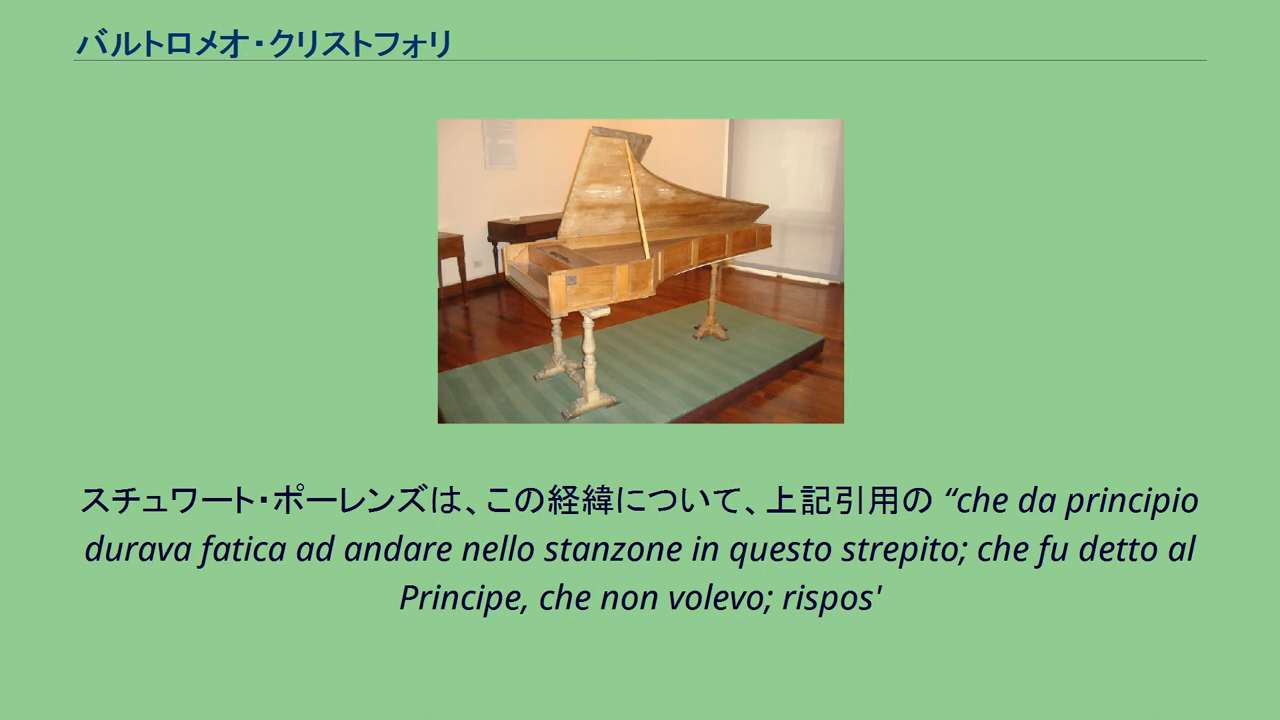 バルトロメオ・クリストフォリ
スチュワート・ポーレンズは、この経緯について、上記引用の “che da principio
durava fatica ad andare nello stanzone in questo strepito; che fu detto al
Principe, che non volevo; rispos'